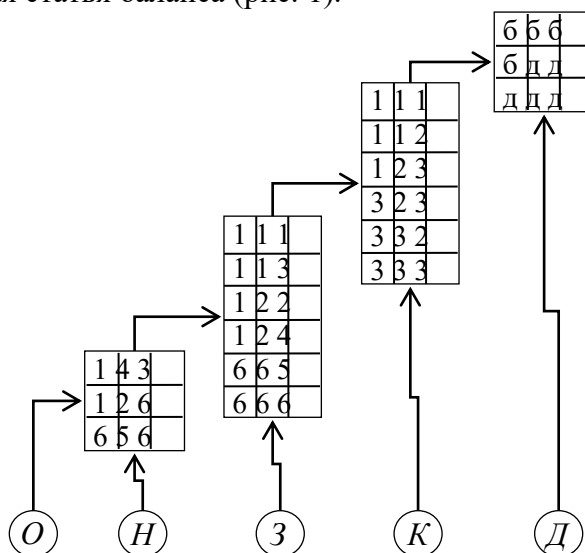 я статья баланса (рис. 1).
б б б
б д д
д д д
1 1 1
1 1 2
1 2 3
3 2 3
3 3 2
3 3 3
1 1 1
1 1 3
1 2 2
1 2 4
6 6 5
6 6 6
1 4 3
1 2 6
6 5 6
О Н З К Д